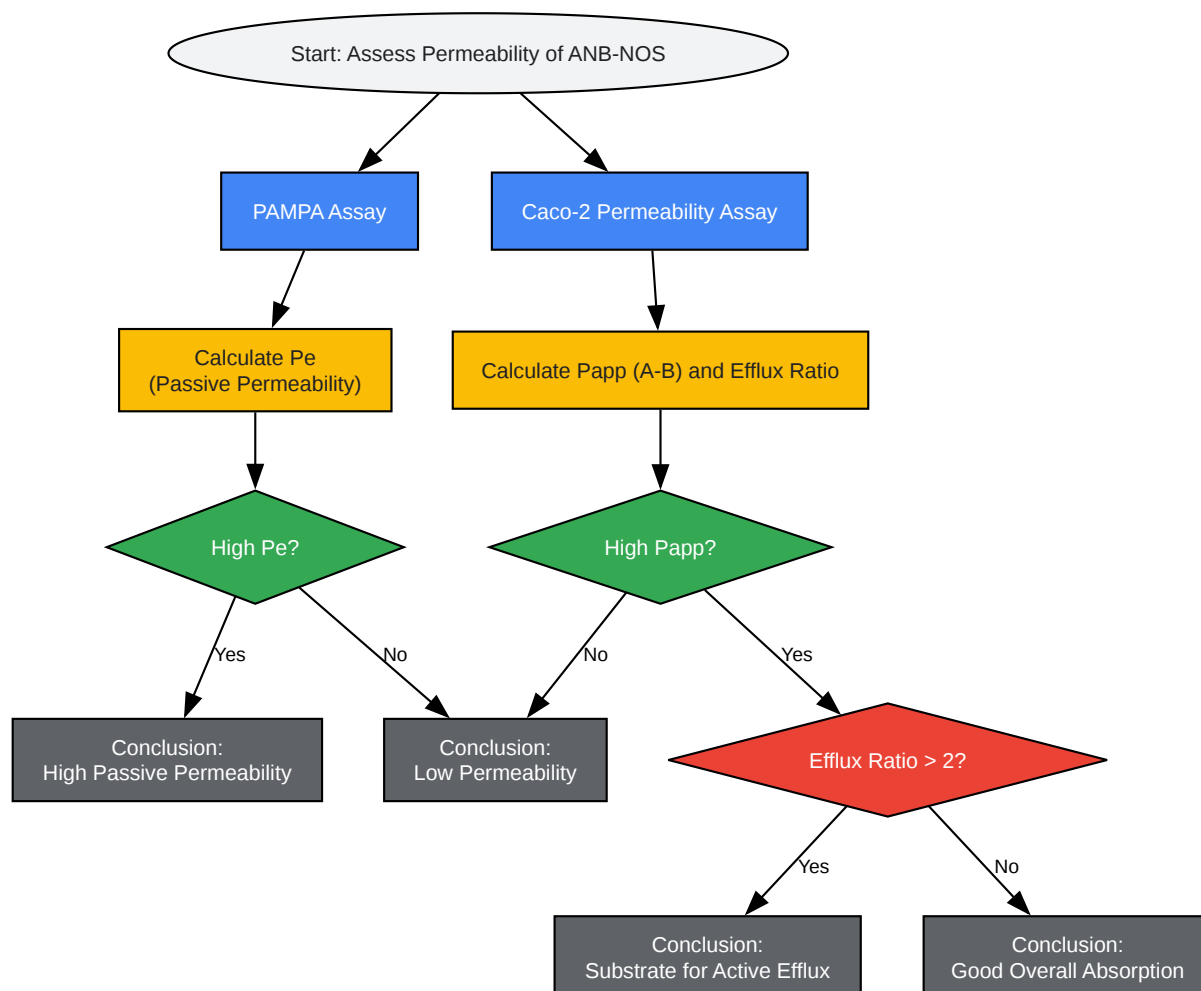 Start: Assess Permeability of ANB-NOS
PAMPA Assay
Caco-2 Permeability Assay
Calculate Pe
(Passive Permeability)
Calculate Papp (A-B) and Efflux Ratio
High Pe?
High Papp?
Yes
No
No
Yes
Conclusion:
High Passive Permeability
Conclusion:
Low Permeability
Efflux Ratio > 2?
Yes
No
Conclusion:
Substrate for Active Efflux
Conclusion:
Good Overall Absorption